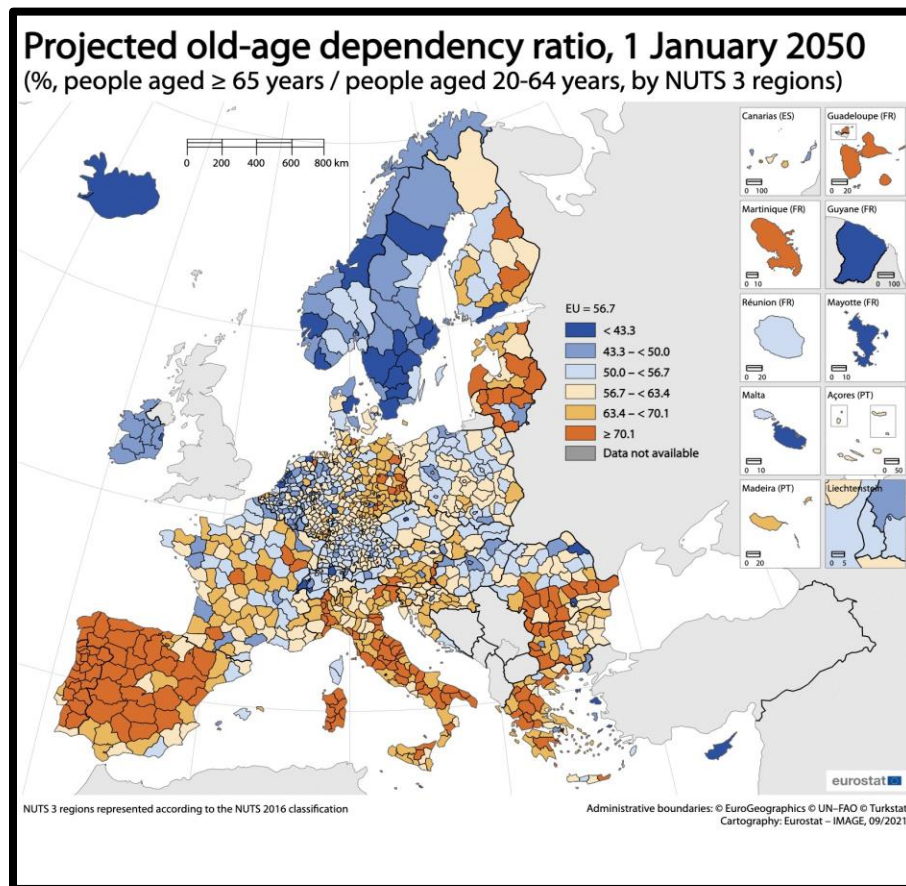 Projected old-age dependency ratio, 1 January 2050
(%, people aged ≥ 65 years / people aged 20-64 years, by NUTS 3 regions)
0 200 400 600 800 km
Canarias (ES)
0 100
Guadeloupe (FR)
0 20
Martinique (FR)
0 10
Guyane (FR)
0 100
Réunion (FR)
0 20
Mayotte (FR)
0 10
Malta
0 10
Açores (PT)
0 50
Madeira (PT)
0 20
Liechtenstein
0 5
EU = 56.7
< 43.3
43.3 – < 50.0
50.0 – < 56.7
56.7 – < 63.4
63.4 – < 70.1
≥ 70.1
Data not available
eurostat
NUTS 3 regions represented according to the NUTS 2016 classification
Administrative boundaries: © EuroGeographics © UN–FAO © Turkstat
Cartography: Eurostat – IMAGE, 09/2021